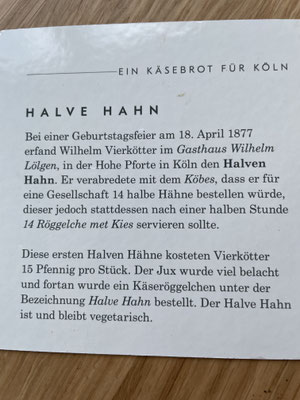 EIN KÄSEBROT FÜR KÖLN
HALVE HAHN
Bei einer Geburtstagsfeier am 18. April 1877
erfand Wilhelm Vierkötter im Gasthaus Wilhelm
Lölgen, in der Hohe Pforte in Köln den Halven
Hahn. Er verabredete mit dem Köbes, dass er für
eine Gesellschaft 14 halbe Hähne bestellen würde,
dieser jedoch stattdessen nach einer halben Stunde
14 Röggelche met Kies servieren sollte.
Diese ersten Halven Hähne kosteten Vierkötter
15 Pfennig pro Stück. Der Jux wurde viel belacht
und fortan wurde ein Käseröggelchen unter der
Bezeichnung Halve Hahn bestellt. Der Halve Hahn
ist und bleibt vegetarisch.